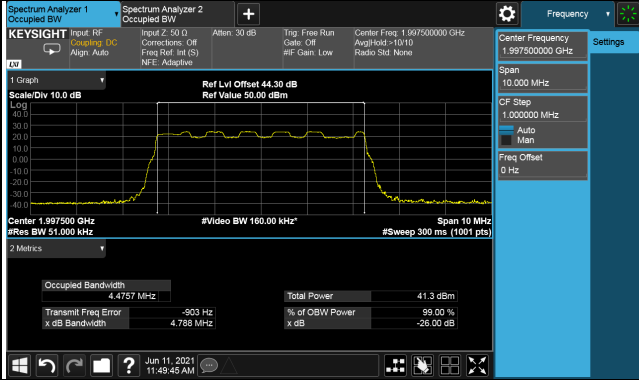 Spectrum Analyzer 1
Occupied BW
Spectrum Analyzer 2
Occupied BW
+
Frequency
KEYSIGHT
Input: RF
Coupling: DC
Align: Auto
Input Z: 50 Ω
Corrections: Off
Freq Ref: Int (S)
NFE: Adaptive
Atten: 30 dB
Trig: Free Run
Gate: Off
#IF Gain: Low
Center Freq: 1.997500000 GHz
Avg|Hold:>10/10
Radio Std: None
LXI
Center Frequency
1.997500000 GHz
Settings
Span
10.000 MHz
CF Step
1.000000 MHz
Auto
Man
Freq Offset
0 Hz
1 Graph
Scale/Div 10.0 dB
Ref Lvl Offset 44.30 dB
Ref Value 50.00 dBm
Log
40.0
30.0
20.0
10.0
0.00
-10.0
-20.0
-30.0
-40.0
Center 1.997500 GHz
#Video BW 160.00 kHz*
Span 10 MHz
#Res BW 51.000 kHz
#Sweep 300 ms (1001 pts)
2 Metrics
Occupied Bandwidth
4.4757 MHz
Total Power
41.3 dBm
Transmit Freq Error
-903 Hz
% of OBW Power
99.00 %
x dB Bandwidth
4.788 MHz
x dB
-26.00 dB
?
Jun 11, 2021
11:49:45 AM